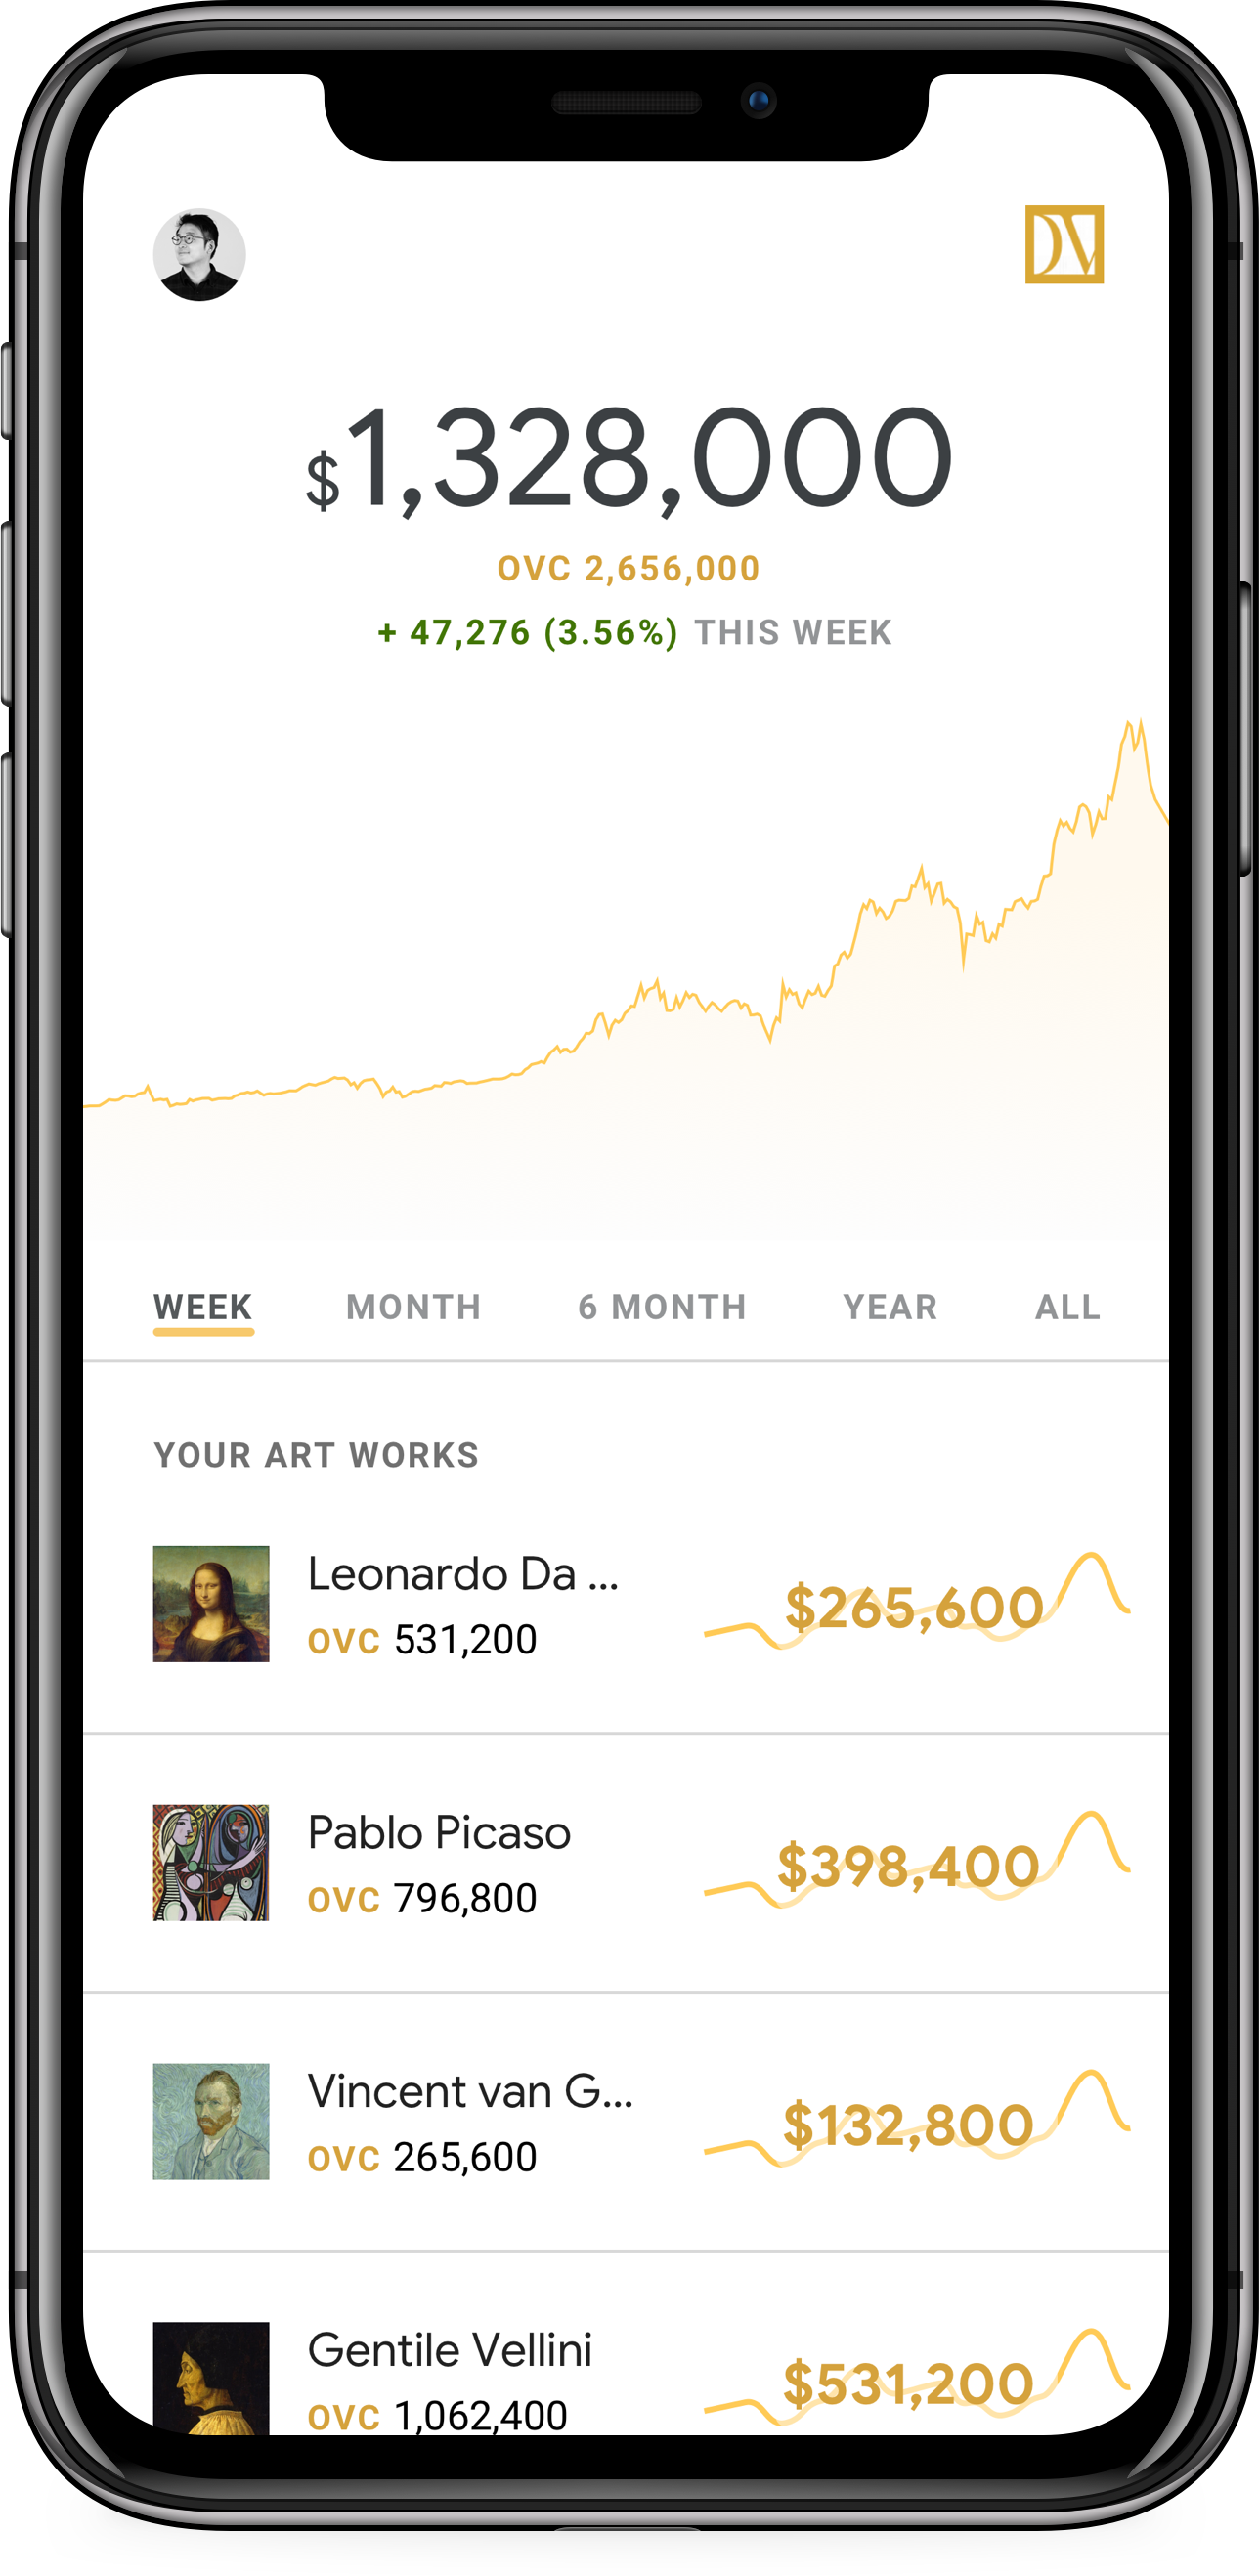 $1,328,000
OVC 2,656,000
+ 47,276 (3.56%) THIS WEEK
WEEK MONTH 6 MONTH YEAR ALL
YOUR ART WORKS
Leonardo Da ...
OVC 531,200
$265,600
Pablo Picaso
OVC 796,800
$398,400
Vincent van G...
OVC 265,600
$132,800
Gentile Vellini
OVC 1,062,400
$531,200